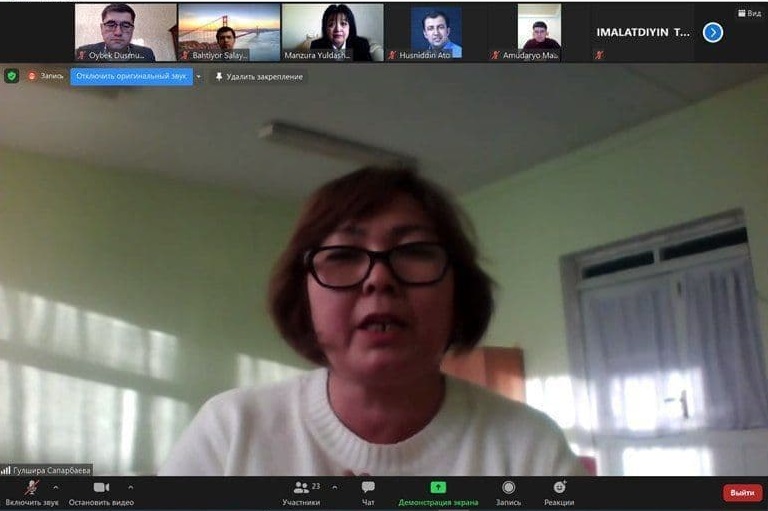 Вид
Oybek Dusmu...
Bahtiyor Salay...
Manzura Yuldash...
Husniddin Ato
Amudaryo Maa
IMALATDIYIN T...
Запись
Отключить оригинальный звук
Удалить закрепление
Гулшира Сапарбаева
Включить звук
Остановить видео
23
Участники
Чат
Демонстрация экрана
Запись
Реакции
Выйти